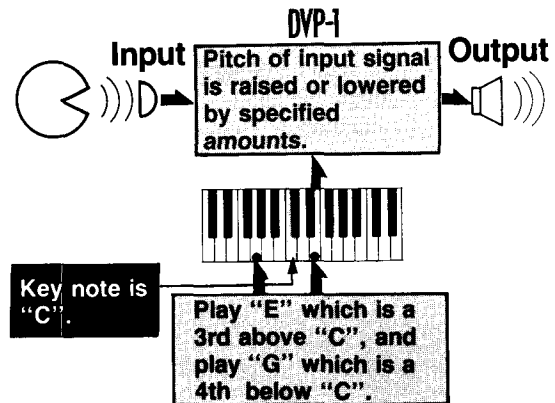 DVP-1
Input
Output
Pitch of input signal
is raised or lowered
by specified
amounts.
Key note is
“C”.
Play “E” which is a
3rd above “C”, and
play “G” which is a
4th below “C”.